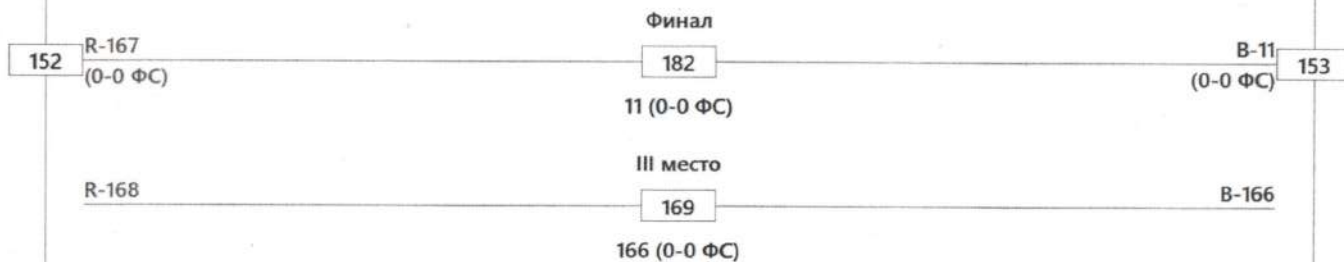 Финал
152
R-167
182
B-11
153
(0-0 ФС)
(0-0 ФС)
11 (0-0 ФС)
III место
R-168
169
B-166
166 (0-0 ФС)